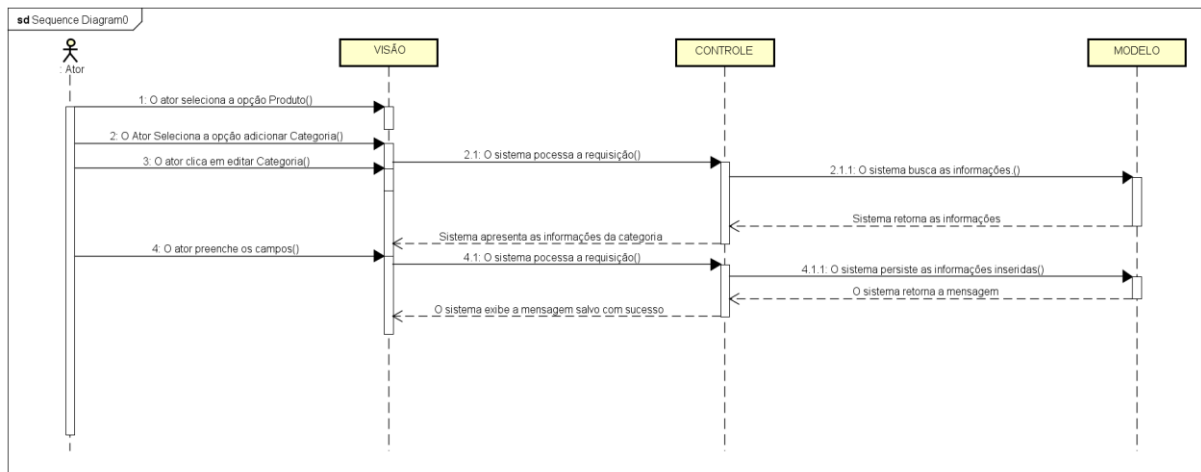 sd Sequence Diagram0
: Ator
VISÃO
CONTROLE
MODELO
1: O ator seleciona a opção Produto()
2: O Ator Seleciona a opção adicionar Categoria()
3: O ator clica em editar Categoria()
2.1: O sistema pocessa a requisição()
2.1.1: O sistema busca as informações.()
Sistema retorna as informações
Sistema apresenta as informações da categoria
4: O ator preenche os campos()
4.1: O sistema pocessa a requisição()
4.1.1: O sistema persiste as informações inseridas()
O sistema retorna a mensagem
O sistema exibe a mensagem salvo com sucesso